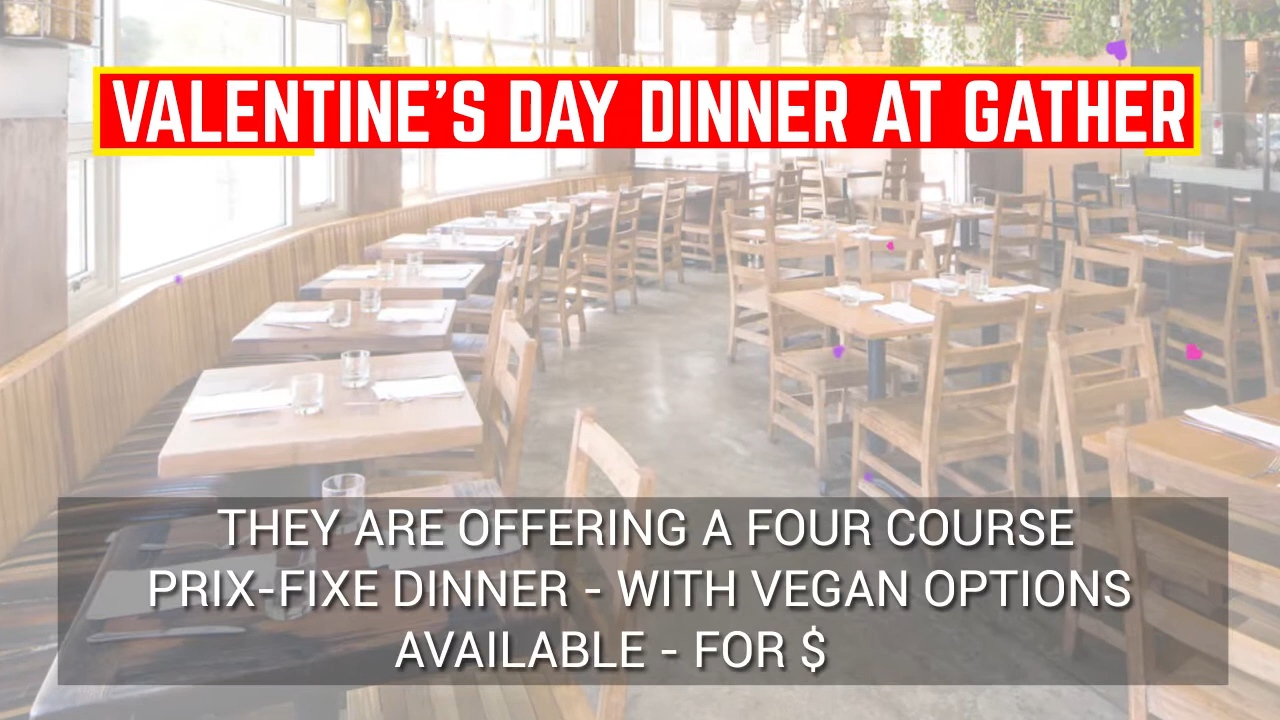 VALENTINE'S DAY DINNER AT GATHER
THEY ARE OFFERING A FOUR COURSE
PRIX-FIXE DINNER - WITH VEGAN OPTIONS
AVAILABLE - FOR $